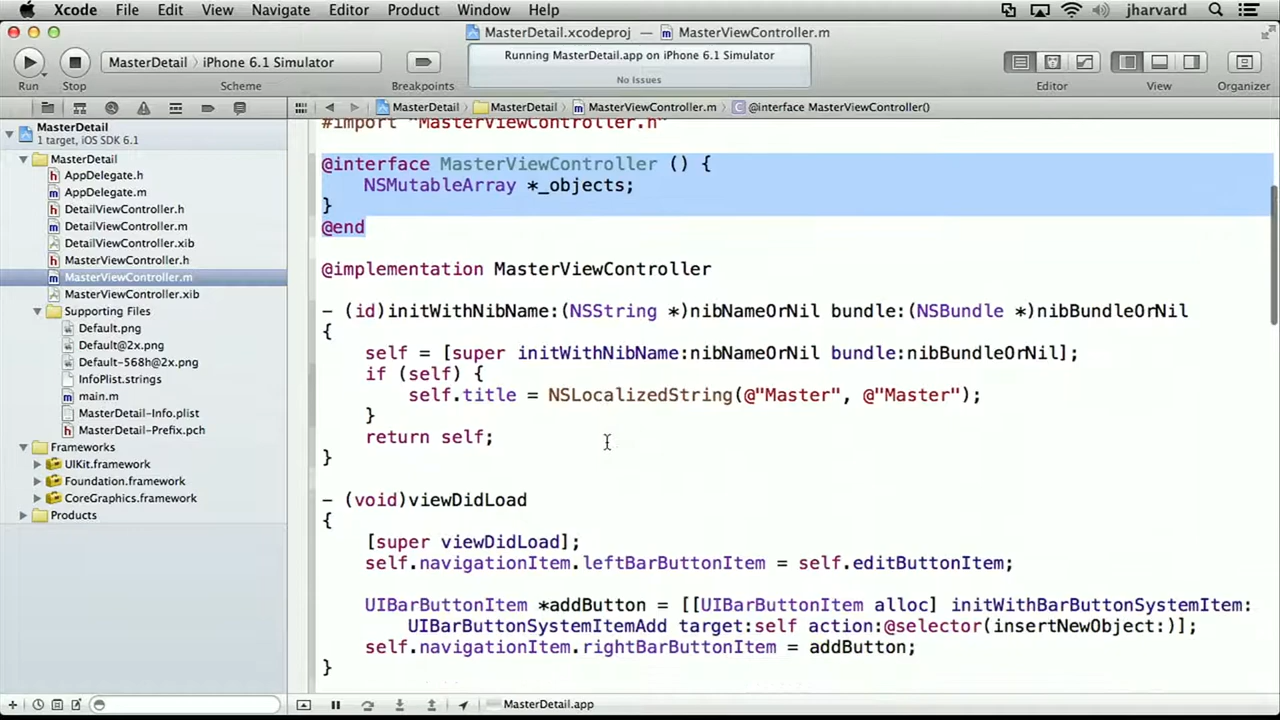 Xcode File Edit View Navigate Editor Product Window Help jharvard
MasterDetail.xcodeproj › MasterViewController.m
MasterDetail › iPhone 6.1 Simulator
Running MasterDetail.app on iPhone 6.1 Simulator
No Issues
Run Stop Scheme Breakpoints Editor View Organizer
MasterDetail › MasterDetail › MasterViewController.m › @interface MasterViewController()
MasterDetail
1 target, iOS SDK 6.1
MasterDetail
AppDelegate.h
AppDelegate.m
DetailViewController.h
DetailViewController.m
DetailViewController.xib
MasterViewController.h
MasterViewController.m
MasterViewController.xib
Supporting Files
Default.png
Default@2x.png
Default-568h@2x.png
InfoPlist.strings
main.m
MasterDetail-Info.plist
MasterDetail-Prefix.pch
Frameworks
UIKit.framework
Foundation.framework
CoreGraphics.framework
Products
#import "MasterViewController.h"
@interface MasterViewController () {
NSMutableArray *_objects;
}
@end
@implementation MasterViewController
- (id)initWithNibName:(NSString *)nibNameOrNil bundle:(NSBundle *)nibBundleOrNil
{
self = [super initWithNibName:nibNameOrNil bundle:nibBundleOrNil];
if (self) {
self.title = NSLocalizedString(@"Master", @"Master");
}
return self;
}
- (void)viewDidLoad
{
[super viewDidLoad];
self.navigationItem.leftBarButtonItem = self.editButtonItem;
UIBarButtonItem *addButton = [[UIBarButtonItem alloc] initWithBarButtonSystemItem:
UIBarButtonSystemItemAdd target:self action:@selector(insertNewObject:)];
self.navigationItem.rightBarButtonItem = addButton;
}
MasterDetail.app